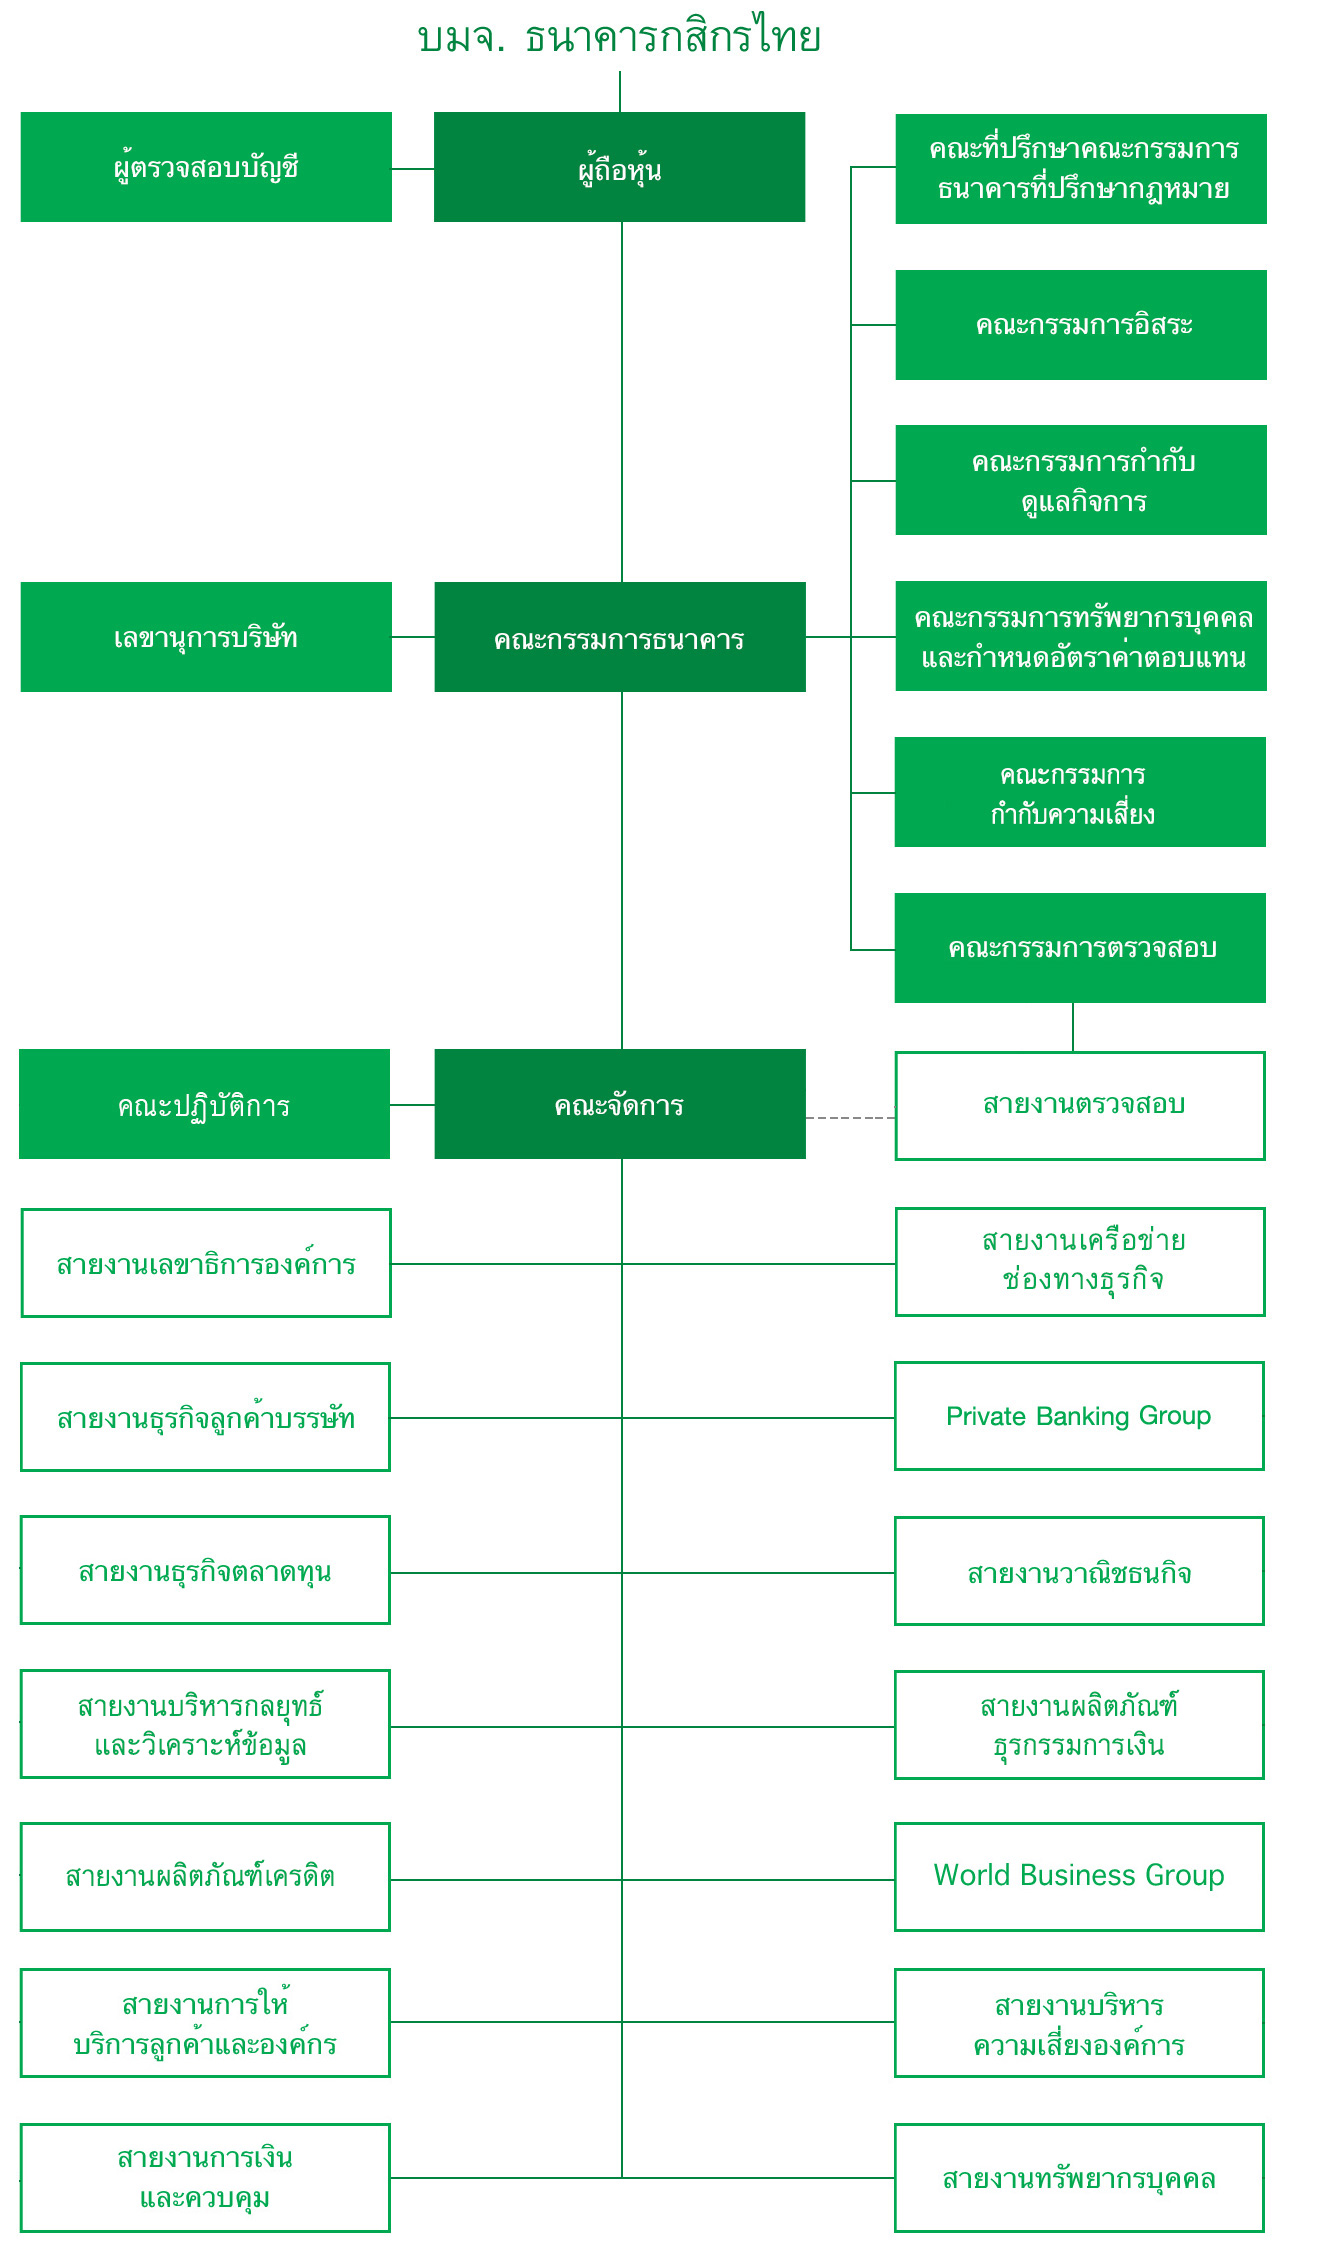 บมจ. ธนาคารกสิกรไทย
ผู้ตรวจสอบบัญชี
ผู้ถือหุ้น
คณะที่ปรึกษาคณะกรรมการ
ธนาคารที่ปรึกษากฎหมาย
คณะกรรมการอิสระ
คณะกรรมการกำกับ
ดูแลกิจการ
เลขานุการบริษัท
คณะกรรมการธนาคาร
คณะกรรมการทรัพยากรบุคคล
และกำหนดอัตราค่าตอบแทน
คณะกรรมการ
กำกับความเสี่ยง
คณะกรรมการตรวจสอบ
คณะปฏิบัติการ
คณะจัดการ
สายงานตรวจสอบ
สายงานเลขาธิการองค์การ
สายงานเครือข่าย
ช่องทางธุรกิจ
สายงานธุรกิจลูกค้าบรรษัท
Private Banking Group
สายงานธุรกิจตลาดทุน
สายงานวาณิชธนกิจ
สายงานบริหารกลยุทธ์
และวิเคราะห์ข้อมูล
สายงานผลิตภัณฑ์
ธุรกรรมการเงิน
สายงานผลิตภัณฑ์เครดิต
World Business Group
สายงานการให้
บริการลูกค้าและองค์กร
สายงานบริหาร
ความเสี่ยงองค์การ
สายงานการเงิน
และควบคุม
สายงานทรัพยากรบุคคล